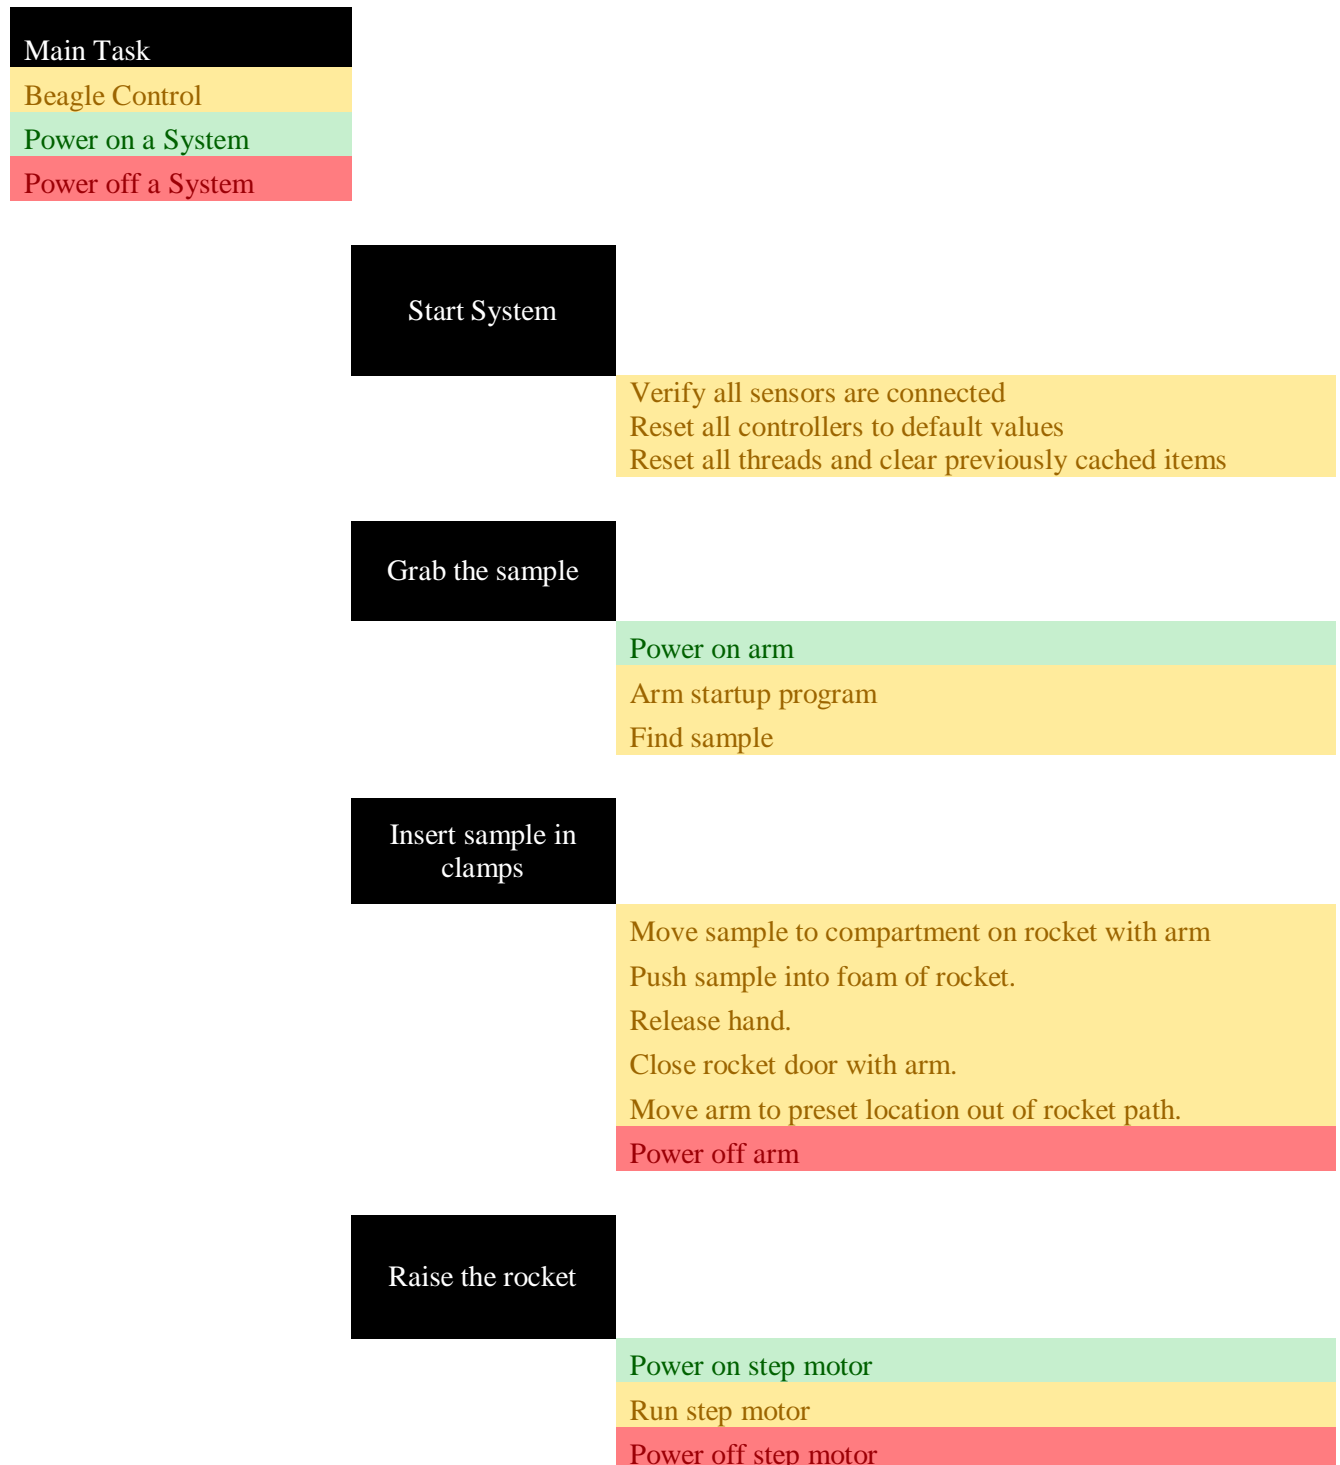 Main Task
Beagle Control
Power on a System
Power off a System
Start System
Verify all sensors are connected
Reset all controllers to default values
Reset all threads and clear previously cached items
Grab the sample
Power on arm
Arm startup program
Find sample
Insert sample in
clamps
Move sample to compartment on rocket with arm
Push sample into foam of rocket.
Release hand.
Close rocket door with arm.
Move arm to preset location out of rocket path.
Power off arm
Raise the rocket
Power on step motor
Run step motor
Power off step motor